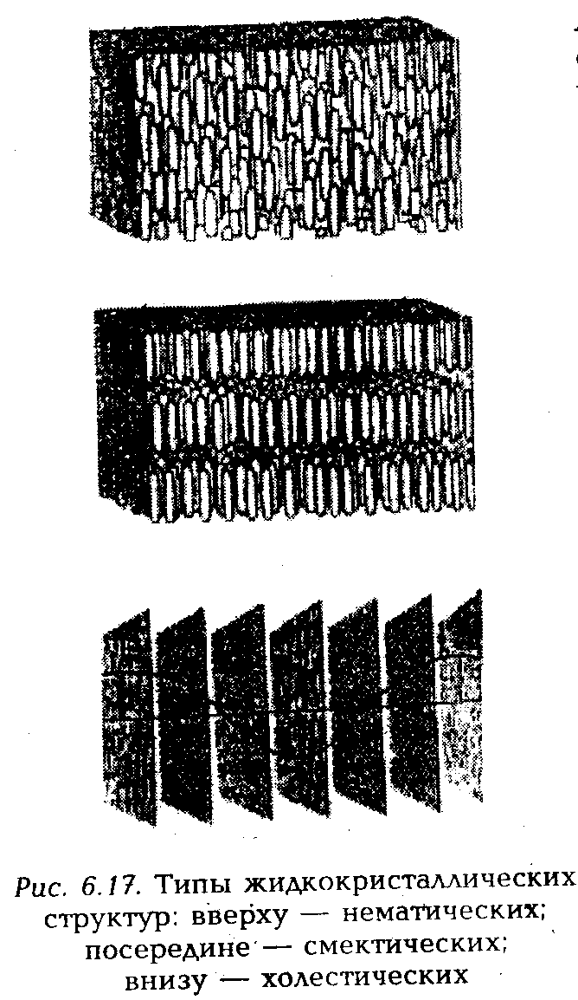 Рис. 6.17. Типы жидкокристаллических
структур: вверху — нематических;
посередине — смектических;
внизу — холестических